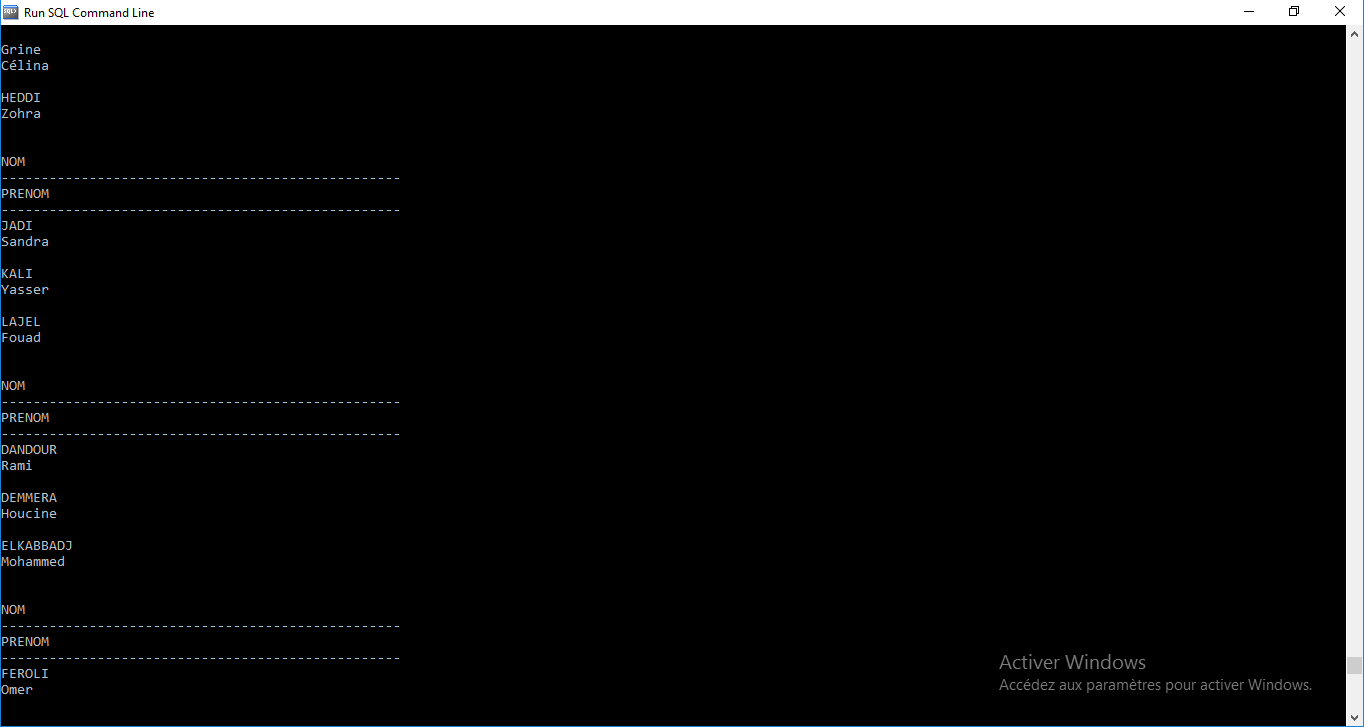 Run SQL Command Line
Grine
Célina
HEDDI
Zohra
NOM
--------------------------------------------------
PRENOM
--------------------------------------------------
JADI
Sandra
KALI
Yasser
LAJEL
Fouad
NOM
--------------------------------------------------
PRENOM
--------------------------------------------------
DANDOUR
Rami
DEMMERA
Houcine
ELKABBADJ
Mohammed
NOM
--------------------------------------------------
PRENOM
--------------------------------------------------
FEROLI
Omer
Activer Windows
Accédez aux paramètres pour activer Windows.